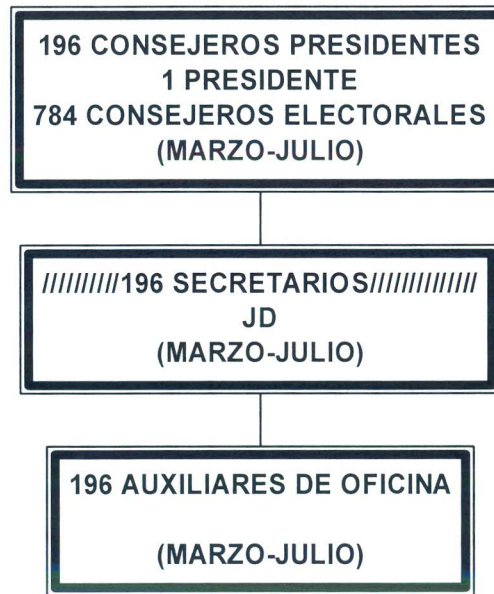 196 CONSEJEROS PRESIDENTES
1 PRESIDENTE
784 CONSEJEROS ELECTORALES
(MARZO-JULIO)
//////////196 SECRETARIOS//////////////
JD
(MARZO-JULIO)
196 AUXILIARES DE OFICINA
(MARZO-JULIO)